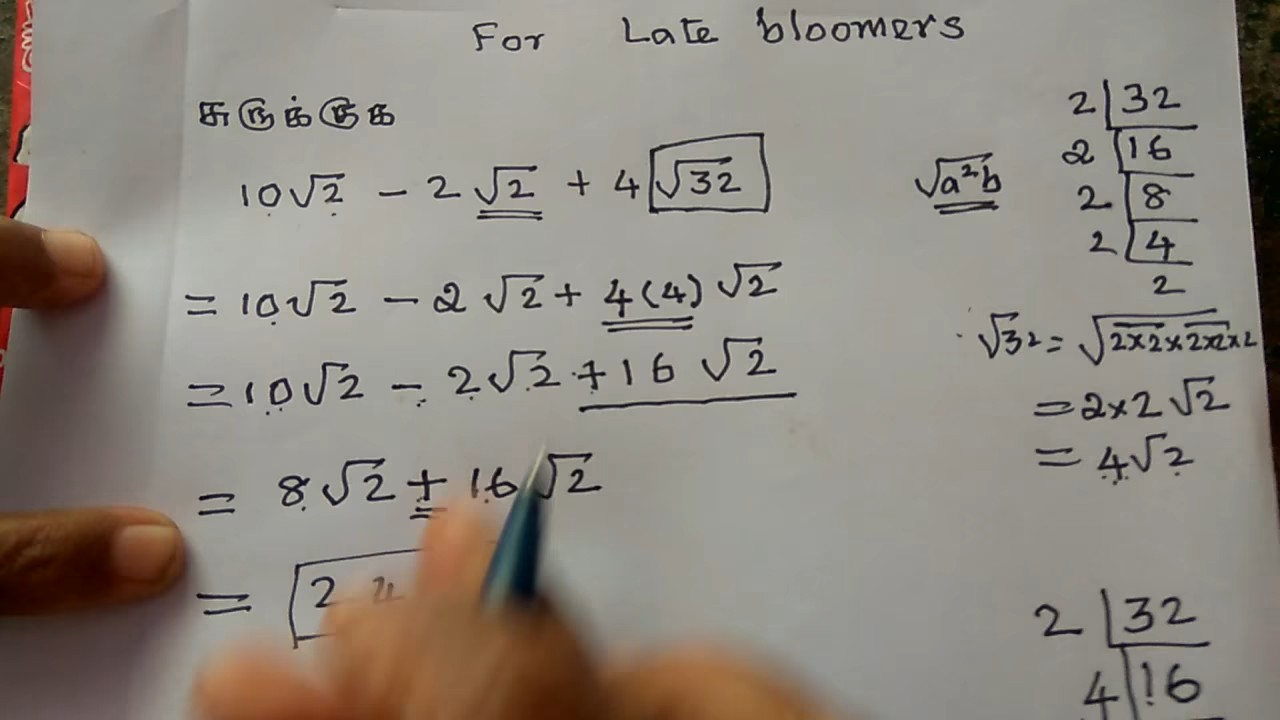 For Late bloomers
சுருக்குக
10√2 - 2√2 + 4√32
= 10√2 - 2√2 + 4(4)√2
= 10√2 - 2√2 + 16√2
= 8√2 + 16√2
= 24
√a²b
2 | 32
2 | 16
2 | 8
2 | 4
2
√32 = √2×2×2×2×2
= 2×2√2
= 4√2
2 | 32
4 | 16